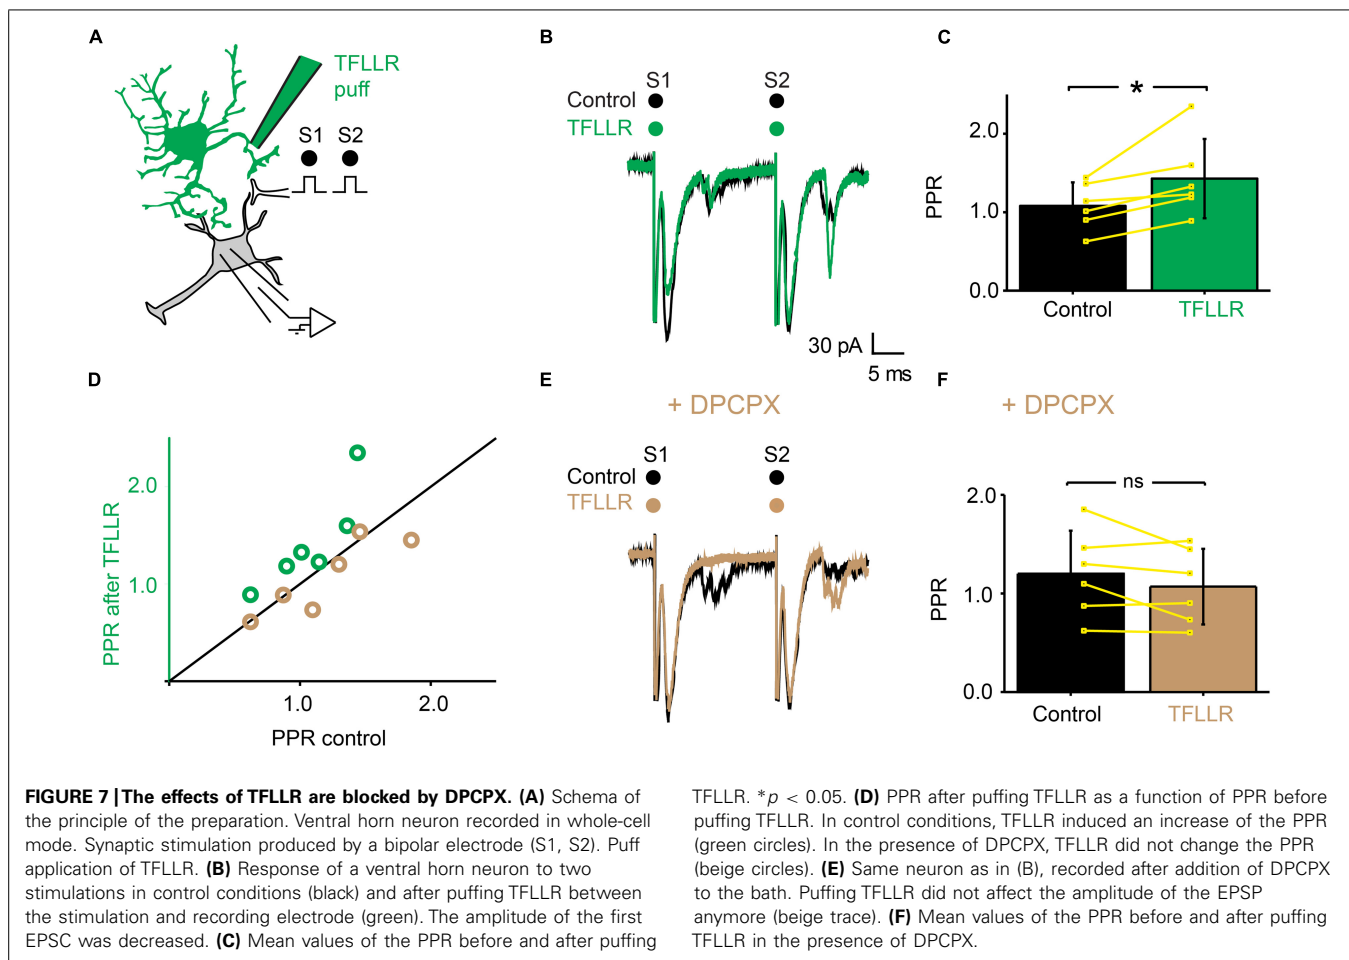 A
TFLLR
puff
S1 S2
B
S1 S2
Control
TFLLR
30 pA
5 ms
C
*
PPR
2.0
1.0
0.0
Control TFLLR
D
PPR after TFLLR
2.0
1.0
1.0 2.0
PPR control
E
+ DPCPX
S1 S2
Control
TFLLR
F
+ DPCPX
ns
PPR
2.0
1.0
0.0
Control TFLLR
FIGURE 7 | The effects of TFLLR are blocked by DPCPX. (A) Schema of
the principle of the preparation. Ventral horn neuron recorded in whole-cell
mode. Synaptic stimulation produced by a bipolar electrode (S1, S2). Puff
application of TFLLR. (B) Response of a ventral horn neuron to two
stimulations in control conditions (black) and after puffing TFLLR between
the stimulation and recording electrode (green). The amplitude of the first
EPSC was decreased. (C) Mean values of the PPR before and after puffing
TFLLR. *p < 0.05. (D) PPR after puffing TFLLR as a function of PPR before
puffing TFLLR. In control conditions, TFLLR induced an increase of the PPR
(green circles). In the presence of DPCPX, TFLLR did not change the PPR
(beige circles). (E) Same neuron as in (B), recorded after addition of DPCPX
to the bath. Puffing TFLLR did not affect the amplitude of the EPSP
anymore (beige trace). (F) Mean values of the PPR before and after puffing
TFLLR in the presence of DPCPX.